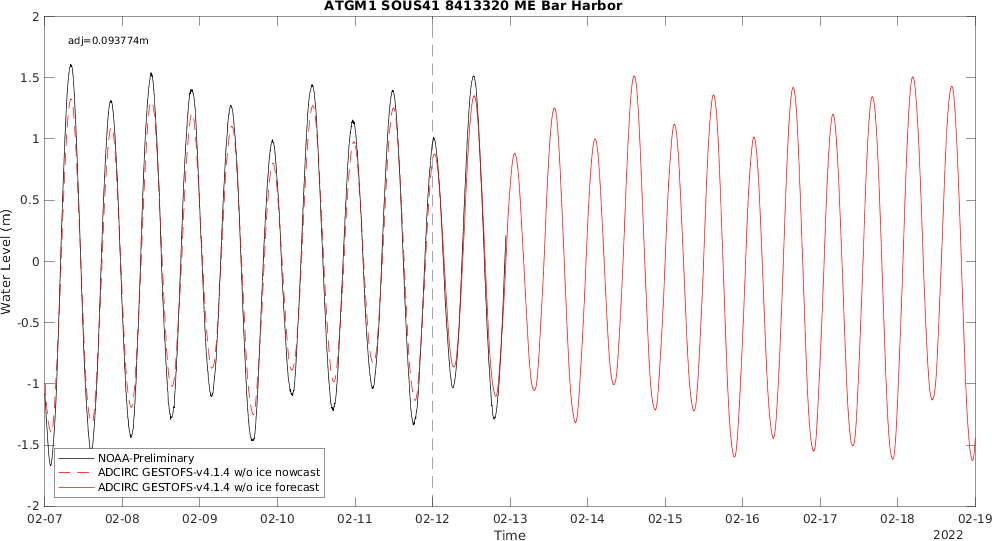 ATGM1 SOUS41 8413320 ME Bar Harbor
adj=0.093774m
Water Level (m)
2
1.5
1
0.5
0
-0.5
-1
-1.5
-2
NOAA-Preliminary
ADCIRC GESTOFS-v4.1.4 w/o ice nowcast
ADCIRC GESTOFS-v4.1.4 w/o ice forecast
02-07 02-08 02-09 02-10 02-11 02-12 02-13 02-14 02-15 02-16 02-17 02-18 02-19
Time
2022